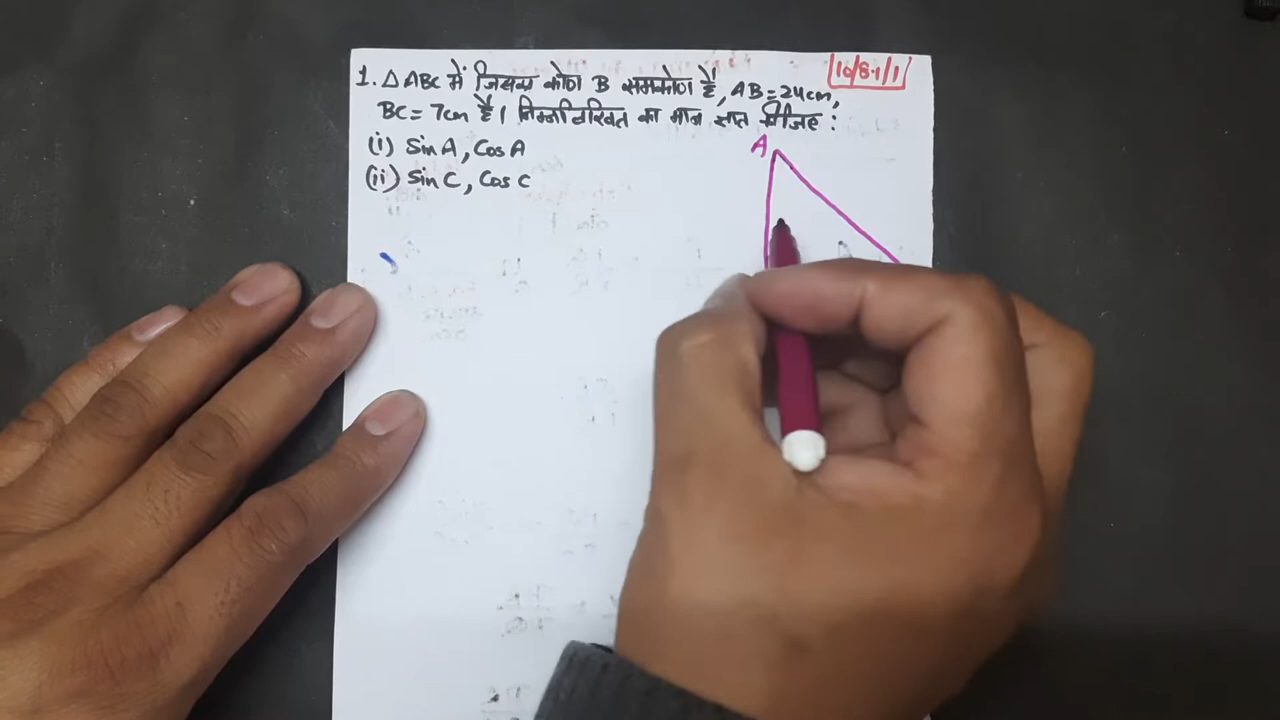 1. △ ABC में जिसका कोण B समकोण है, AB=24cm,
BC= 7cm है। निम्नलिखित का मान ज्ञात कीजिए :
(i) Sin A, Cos A
(ii) Sin C, Cos C
10/8.1/1
A